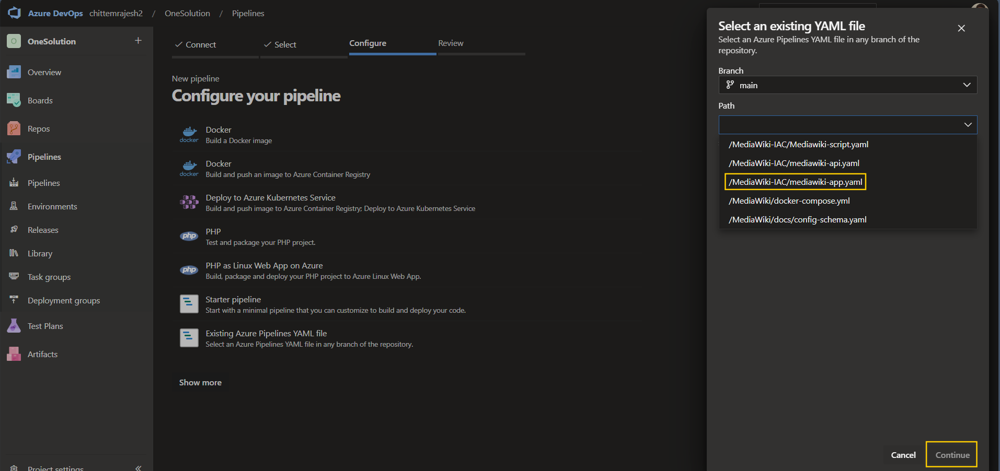 Azure DevOps chittemrajesh2 / OneSolution / Pipelines
O OneSolution +
Overview
Boards
Repos
Pipelines
Pipelines
Environments
Releases
Library
Task groups
Deployment groups
Test Plans
Artifacts
Project settings
Connect
Select
Configure
Review
New pipeline
Configure your pipeline
docker
Docker
Build a Docker image
docker
Docker
Build and push an image to Azure Container Registry
Deploy to Azure Kubernetes Service
Build and push image to Azure Container Registry; Deploy to Azure Kubernetes Service
php
PHP
Test and package your PHP project.
php
PHP as Linux Web App on Azure
Build, package and deploy your PHP project to Azure Linux Web App.
Starter pipeline
Start with a minimal pipeline that you can customize to build and deploy your code.
Existing Azure Pipelines YAML file
Select an Azure Pipelines YAML file in any branch of the repository.
Show more
Select an existing YAML file
Select an Azure Pipelines YAML file in any branch of the
repository.
Branch
main
Path
/MediaWiki-IAC/Mediawiki-script.yaml
/MediaWiki-IAC/mediawiki-api.yaml
/MediaWiki-IAC/mediawiki-app.yaml
/MediaWiki/docker-compose.yml
/MediaWiki/docs/config-schema.yaml
Cancel
Continue